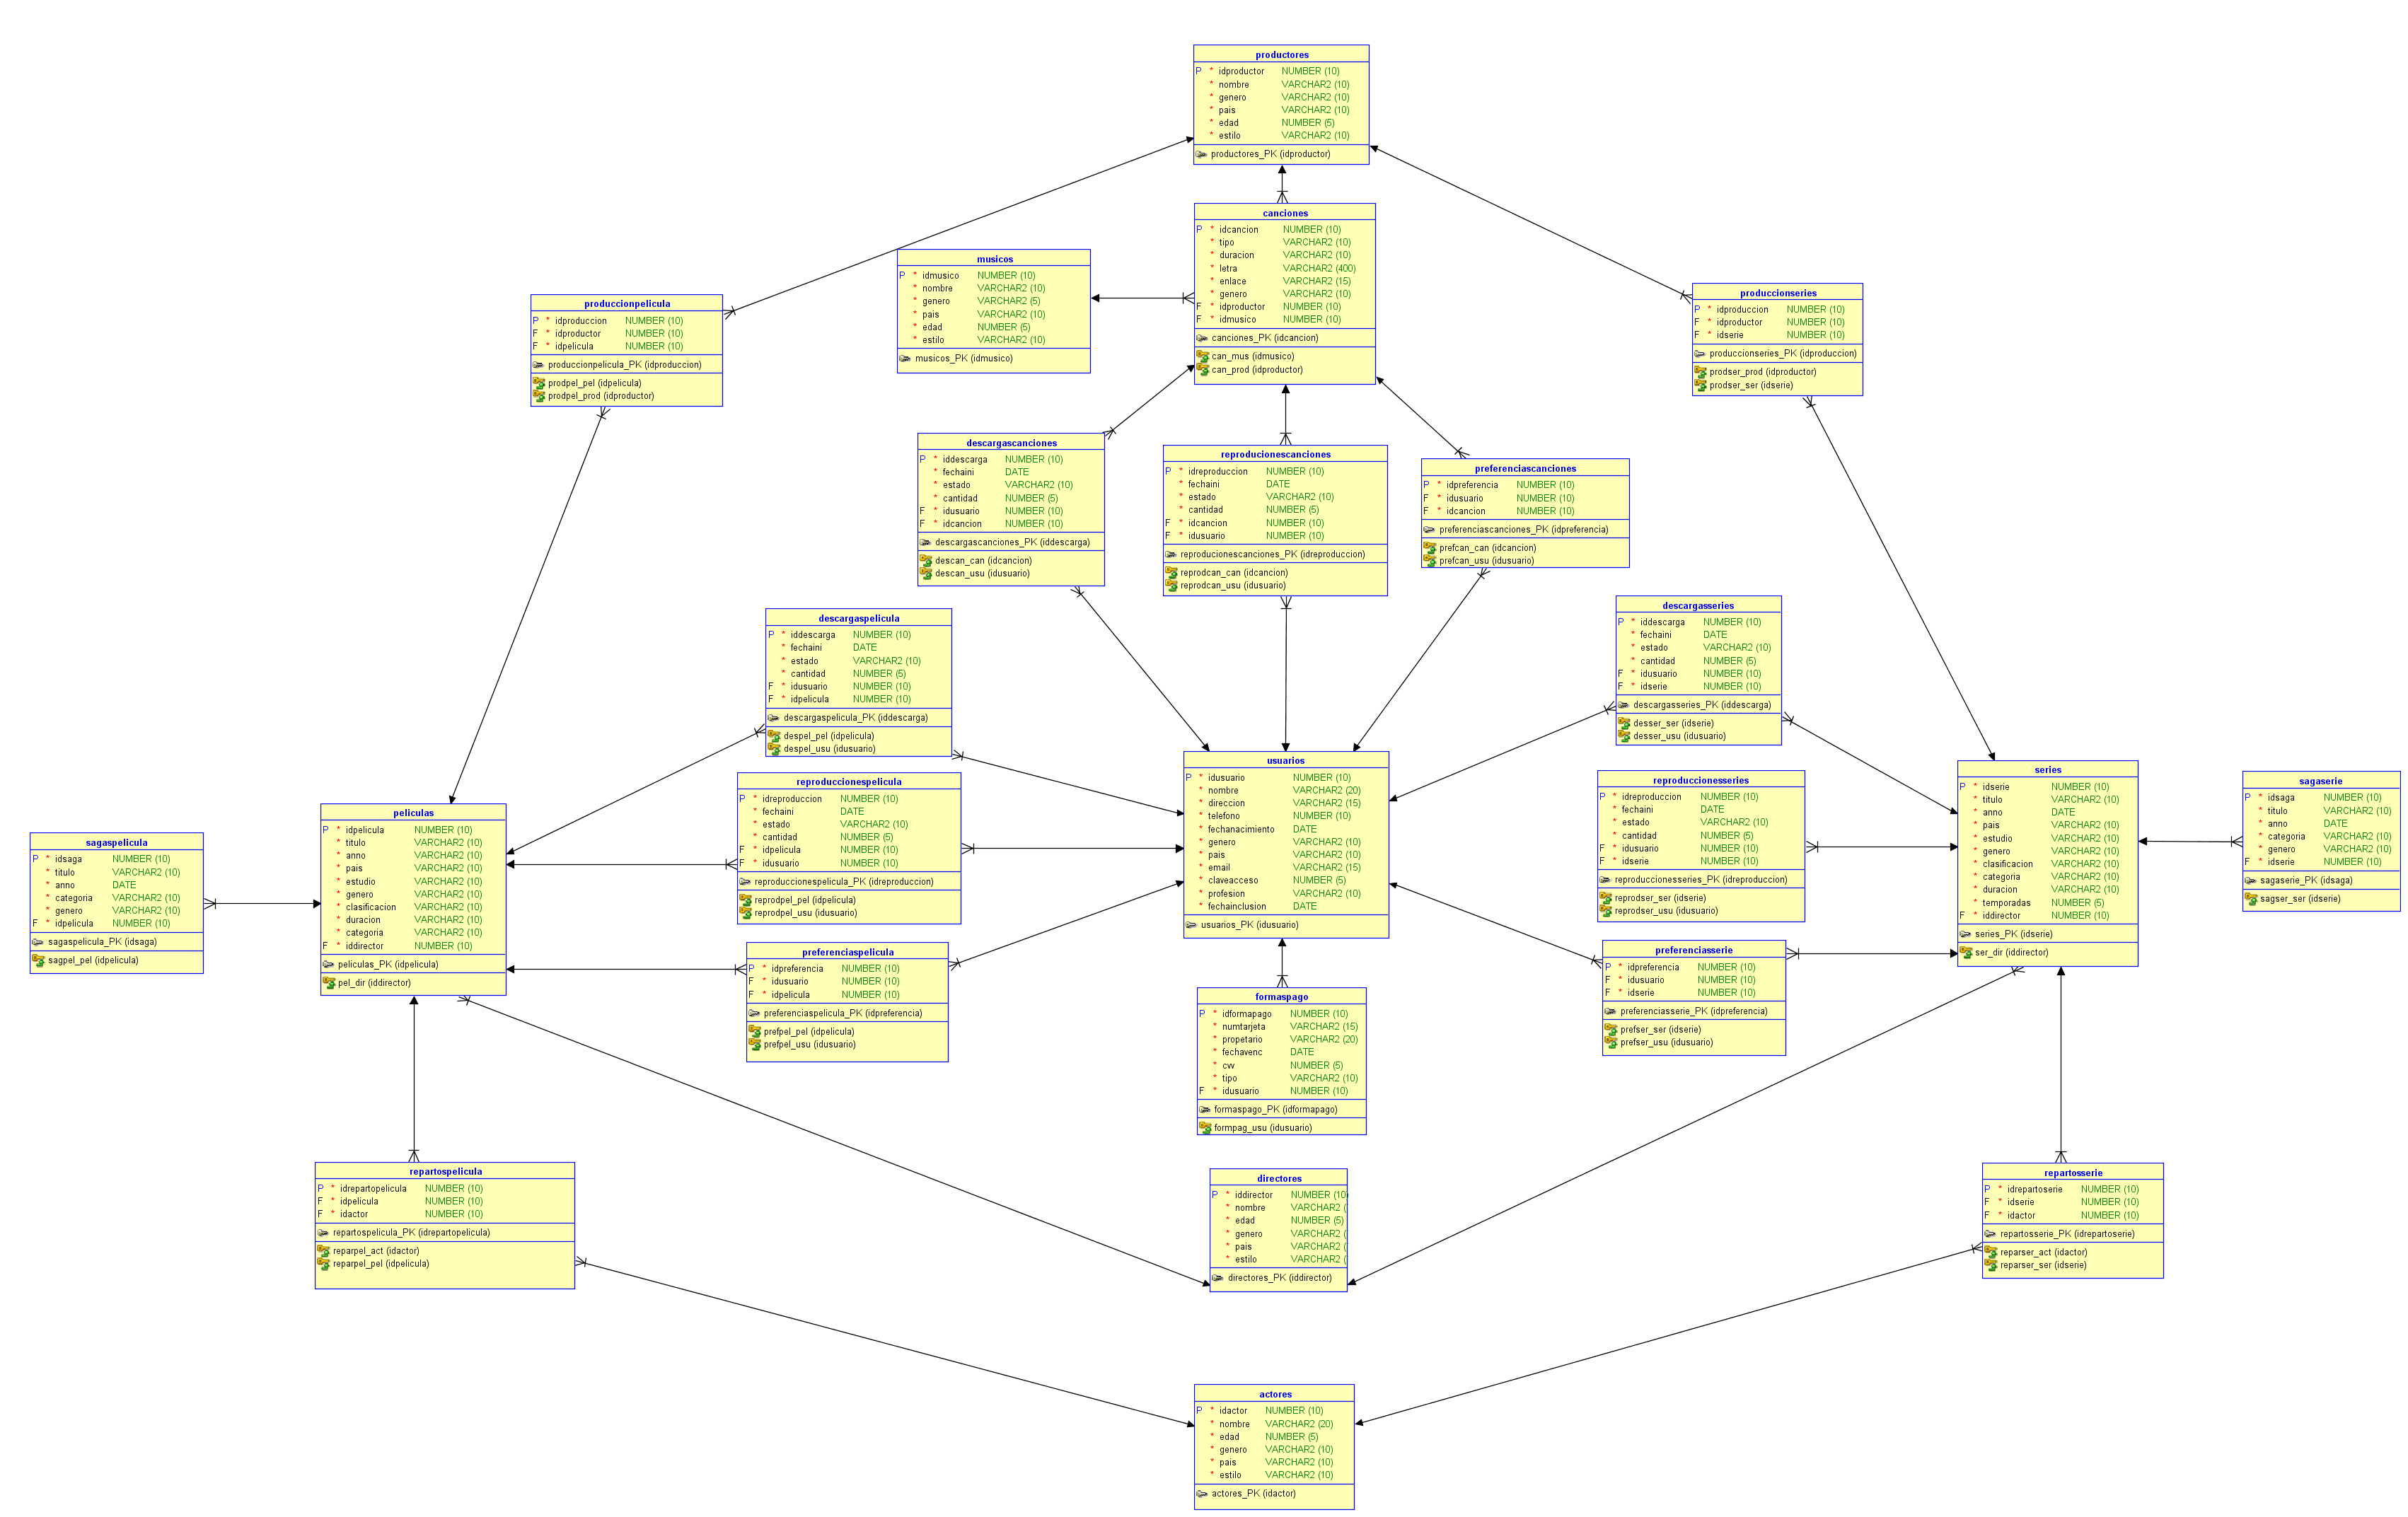 productores
P * idproductor NUMBER (10)
* nombre VARCHAR2 (10)
* genero VARCHAR2 (10)
* pais VARCHAR2 (10)
* edad NUMBER (5)
* estilo VARCHAR2 (10)
productores_PK (idproductor)
canciones
P * idcancion NUMBER (10)
* tipo VARCHAR2 (10)
* duracion VARCHAR2 (10)
* letra VARCHAR2 (400)
* enlace VARCHAR2 (15)
* genero VARCHAR2 (10)
F * idproductor NUMBER (10)
F * idmusico NUMBER (10)
canciones_PK (idcancion)
can_mus (idmusico)
can_prod (idproductor)
musicos
P * idmusico NUMBER (10)
* nombre VARCHAR2 (10)
* genero VARCHAR2 (5)
* pais VARCHAR2 (10)
* edad NUMBER (5)
* estilo VARCHAR2 (10)
musicos_PK (idmusico)
produccionpelicula
P * idproduccion NUMBER (10)
F * idproductor NUMBER (10)
F * idpelicula NUMBER (10)
produccionpelicula_PK (idproduccion)
prodpel_pel (idpelicula)
prodpel_prod (idproductor)
produccionseries
P * idproduccion NUMBER (10)
F * idproductor NUMBER (10)
F * idserie NUMBER (10)
produccionseries_PK (idproduccion)
prodser_prod (idproductor)
prodser_ser (idserie)
descargascanciones
P * iddescarga NUMBER (10)
* fechaini DATE
* estado VARCHAR2 (10)
* cantidad NUMBER (5)
F * idusuario NUMBER (10)
F * idcancion NUMBER (10)
descargascanciones_PK (iddescarga)
descan_can (idcancion)
descan_usu (idusuario)
reproducionescanciones
P * idreproduccion NUMBER (10)
* fechaini DATE
* estado VARCHAR2 (10)
* cantidad NUMBER (5)
F * idcancion NUMBER (10)
F * idusuario NUMBER (10)
reproducionescanciones_PK (idreproduccion)
reprodcan_can (idcancion)
reprodcan_usu (idusuario)
preferenciascanciones
P * idpreferencia NUMBER (10)
F * idusuario NUMBER (10)
F * idcancion NUMBER (10)
preferenciascanciones_PK (idpreferencia)
prefcan_can (idcancion)
prefcan_usu (idusuario)
descargaspelicula
P * iddescarga NUMBER (10)
* fechaini DATE
* estado VARCHAR2 (10)
* cantidad NUMBER (5)
F * idusuario NUMBER (10)
F * idpelicula NUMBER (10)
descargaspelicula_PK (iddescarga)
despel_pel (idpelicula)
despel_usu (idusuario)
descargasseries
P * iddescarga NUMBER (10)
* fechaini DATE
* estado VARCHAR2 (10)
* cantidad NUMBER (5)
F * idusuario NUMBER (10)
F * idserie NUMBER (10)
descargasseries_PK (iddescarga)
desser_ser (idserie)
desser_usu (idusuario)
usuarios
P * idusuario NUMBER (10)
* nombre VARCHAR2 (20)
* direccion VARCHAR2 (15)
* telefono NUMBER (10)
* fechanacimiento DATE
* genero VARCHAR2 (10)
* pais VARCHAR2 (10)
* email VARCHAR2 (15)
* claveacceso NUMBER (5)
* profesion VARCHAR2 (10)
* fechainclusion DATE
usuarios_PK (idusuario)
reproduccionespelicula
P * idreproduccion NUMBER (10)
* fechaini DATE
* estado VARCHAR2 (10)
* cantidad NUMBER (5)
F * idpelicula NUMBER (10)
F * idusuario NUMBER (10)
reproduccionespelicula_PK (idreproduccion)
reprodpel_pel (idpelicula)
reprodpel_usu (idusuario)
reproduccionesseries
P * idreproduccion NUMBER (10)
* fechaini DATE
* estado VARCHAR2 (10)
* cantidad NUMBER (5)
F * idusuario NUMBER (10)
F * idserie NUMBER (10)
reproduccionesseries_PK (idreproduccion)
reprodser_ser (idserie)
reprodser_usu (idusuario)
series
P * idserie NUMBER (10)
* titulo VARCHAR2 (10)
* anno DATE
* pais VARCHAR2 (10)
* estudio VARCHAR2 (10)
* genero VARCHAR2 (10)
* clasificacion VARCHAR2 (10)
* categoria VARCHAR2 (10)
* duracion VARCHAR2 (10)
* temporadas NUMBER (5)
F * iddirector NUMBER (10)
series_PK (idserie)
ser_dir (iddirector)
sagaserie
P * idsaga NUMBER (10)
* titulo VARCHAR2 (10)
* anno DATE
* categoria VARCHAR2 (10)
* genero VARCHAR2 (10)
F * idserie NUMBER (10)
sagaserie_PK (idsaga)
sagser_ser (idserie)
peliculas
P * idpelicula NUMBER (10)
* titulo VARCHAR2 (10)
* anno VARCHAR2 (10)
* pais VARCHAR2 (10)
* estudio VARCHAR2 (10)
* genero VARCHAR2 (10)
* clasificacion VARCHAR2 (10)
* duracion VARCHAR2 (10)
* categoria VARCHAR2 (10)
F * iddirector NUMBER (10)
peliculas_PK (idpelicula)
pel_dir (iddirector)
sagaspelicula
P * idsaga NUMBER (10)
* titulo VARCHAR2 (10)
* anno DATE
* categoria VARCHAR2 (10)
* genero VARCHAR2 (10)
F * idpelicula NUMBER (10)
sagaspelicula_PK (idsaga)
sagpel_pel (idpelicula)
preferenciaspelicula
P * idpreferencia NUMBER (10)
F * idusuario NUMBER (10)
F * idpelicula NUMBER (10)
preferenciaspelicula_PK (idpreferencia)
prefpel_pel (idpelicula)
prefpel_usu (idusuario)
preferenciasserie
P * idpreferencia NUMBER (10)
F * idusuario NUMBER (10)
F * idserie NUMBER (10)
preferenciasserie_PK (idpreferencia)
prefser_ser (idserie)
prefser_usu (idusuario)
formaspago
P * idformapago NUMBER (10)
* numtarjeta VARCHAR2 (15)
* propetario VARCHAR2 (20)
* fechavenc DATE
* cvv NUMBER (5)
* tipo VARCHAR2 (10)
F * idusuario NUMBER (10)
formaspago_PK (idformapago)
formpag_usu (idusuario)
repartospelicula
P * idrepartopelicula NUMBER (10)
F * idpelicula NUMBER (10)
F * idactor NUMBER (10)
repartospelicula_PK (idrepartopelicula)
reparpel_act (idactor)
reparpel_pel (idpelicula)
directores
P * iddirector NUMBER (10)
* nombre VARCHAR2 (
* edad NUMBER (5)
* genero VARCHAR2 (
* pais VARCHAR2 (
* estilo VARCHAR2 (
directores_PK (iddirector)
repartosserie
P * idrepartoserie NUMBER (10)
F * idserie NUMBER (10)
F * idactor NUMBER (10)
repartosserie_PK (idrepartoserie)
reparser_act (idactor)
reparser_ser (idserie)
actores
P * idactor NUMBER (10)
* nombre VARCHAR2 (20)
* edad NUMBER (5)
* genero VARCHAR2 (10)
* pais VARCHAR2 (10)
* estilo VARCHAR2 (10)
actores_PK (idactor)